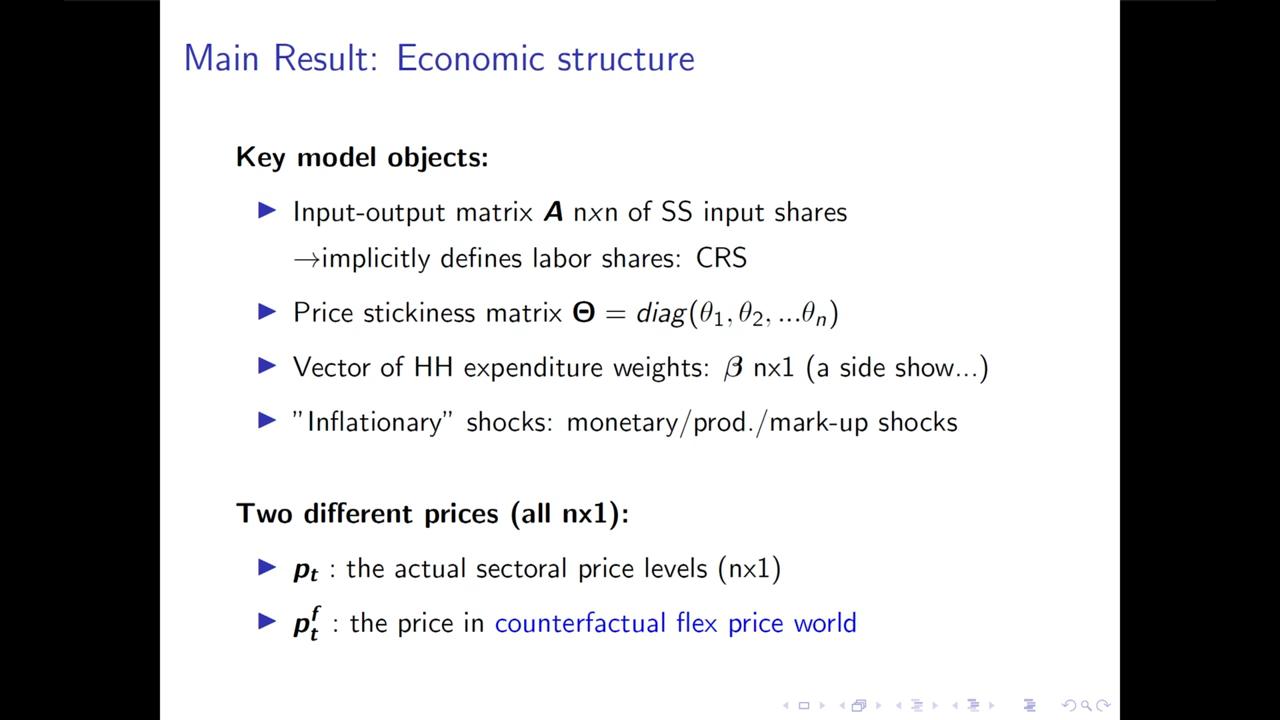 Main Result: Economic structure
Key model objects:
▶ Input-output matrix A nxn of SS input shares
→implicitly defines labor shares: CRS
▶ Price stickiness matrix Θ = diag(θ₁, θ₂, ...θₙ)
▶ Vector of HH expenditure weights: β nx1 (a side show...)
▶ "Inflationary" shocks: monetary/prod./mark-up shocks
Two different prices (all nx1):
▶ pₜ : the actual sectoral price levels (nx1)
▶ pₜᶠ : the price in counterfactual flex price world